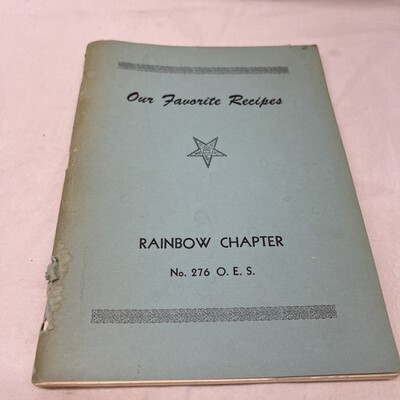 Our Favorite Recipes
RAINBOW CHAPTER
No. 276 O. E. S.